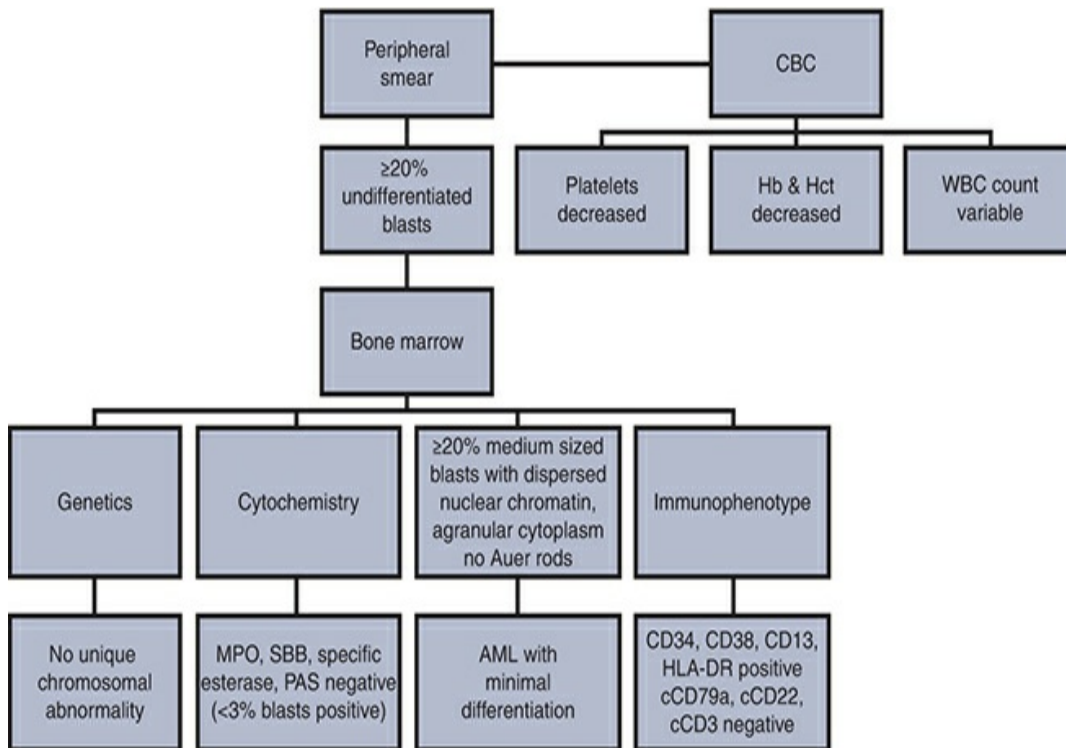 Peripheral
smear
CBC
≥20%
undifferentiated
blasts
Platelets
decreased
Hb & Hct
decreased
WBC count
variable
Bone marrow
Genetics
Cytochemistry
≥20% medium sized
blasts with dispersed
nuclear chromatin,
agranular cytoplasm
no Auer rods
Immunophenotype
No unique
chromosomal
abnormality
MPO, SBB, specific
esterase, PAS negative
(<3% blasts positive)
AML with
minimal
differentiation
CD34, CD38, CD13,
HLA-DR positive
cCD79a, cCD22,
cCD3 negative